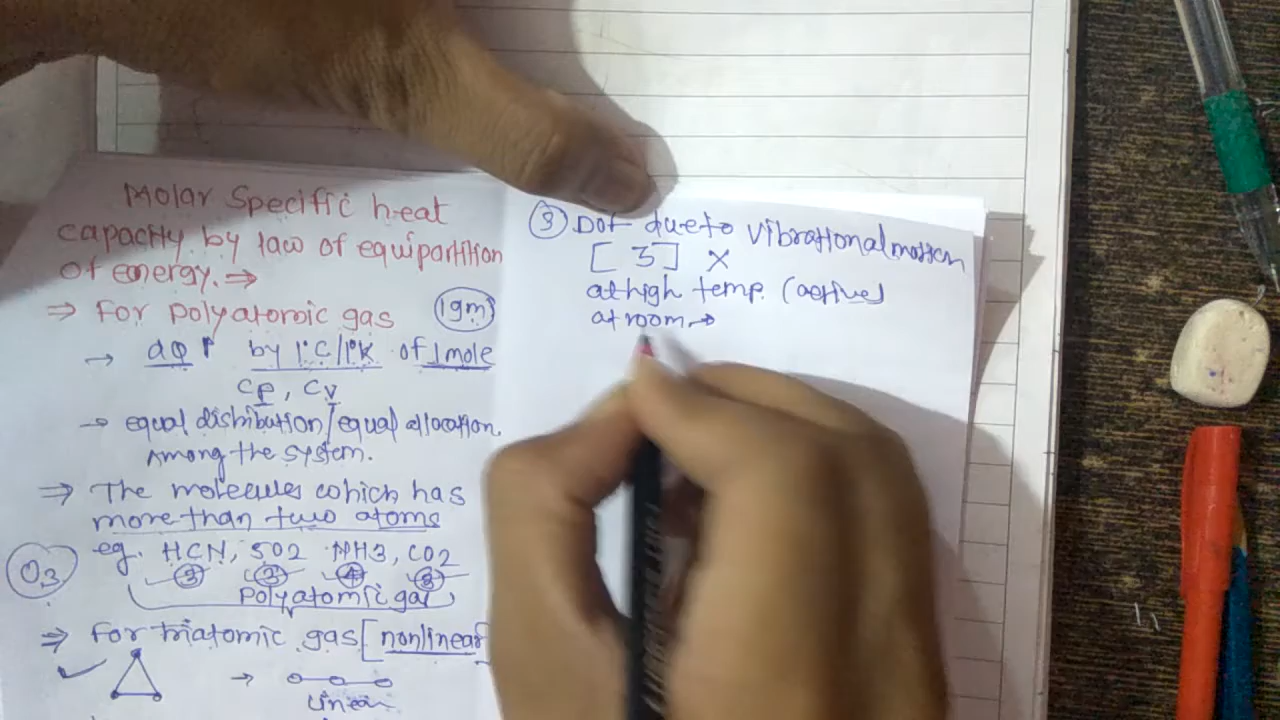 Molar Specific heat
capacity by law of equipartition
of energy. ⇒
⇒ For Polyatomic gas (1gm)
→ dQ ↑ by 1°C/1°K of 1mole
Cp, Cv
→ equal distribution/equal allocation
Among the system.
⇒ The molecules which has
more than two atoms
eg. HCN, SO2 NH3, CO2
O3
3 3 4 3
Polyatomic gas
⇒ For triatomic gas [nonlinear]
→ Linear
③ Dof due to vibrational motion
[ 3 ] ×
at high temp. (active)
at room →